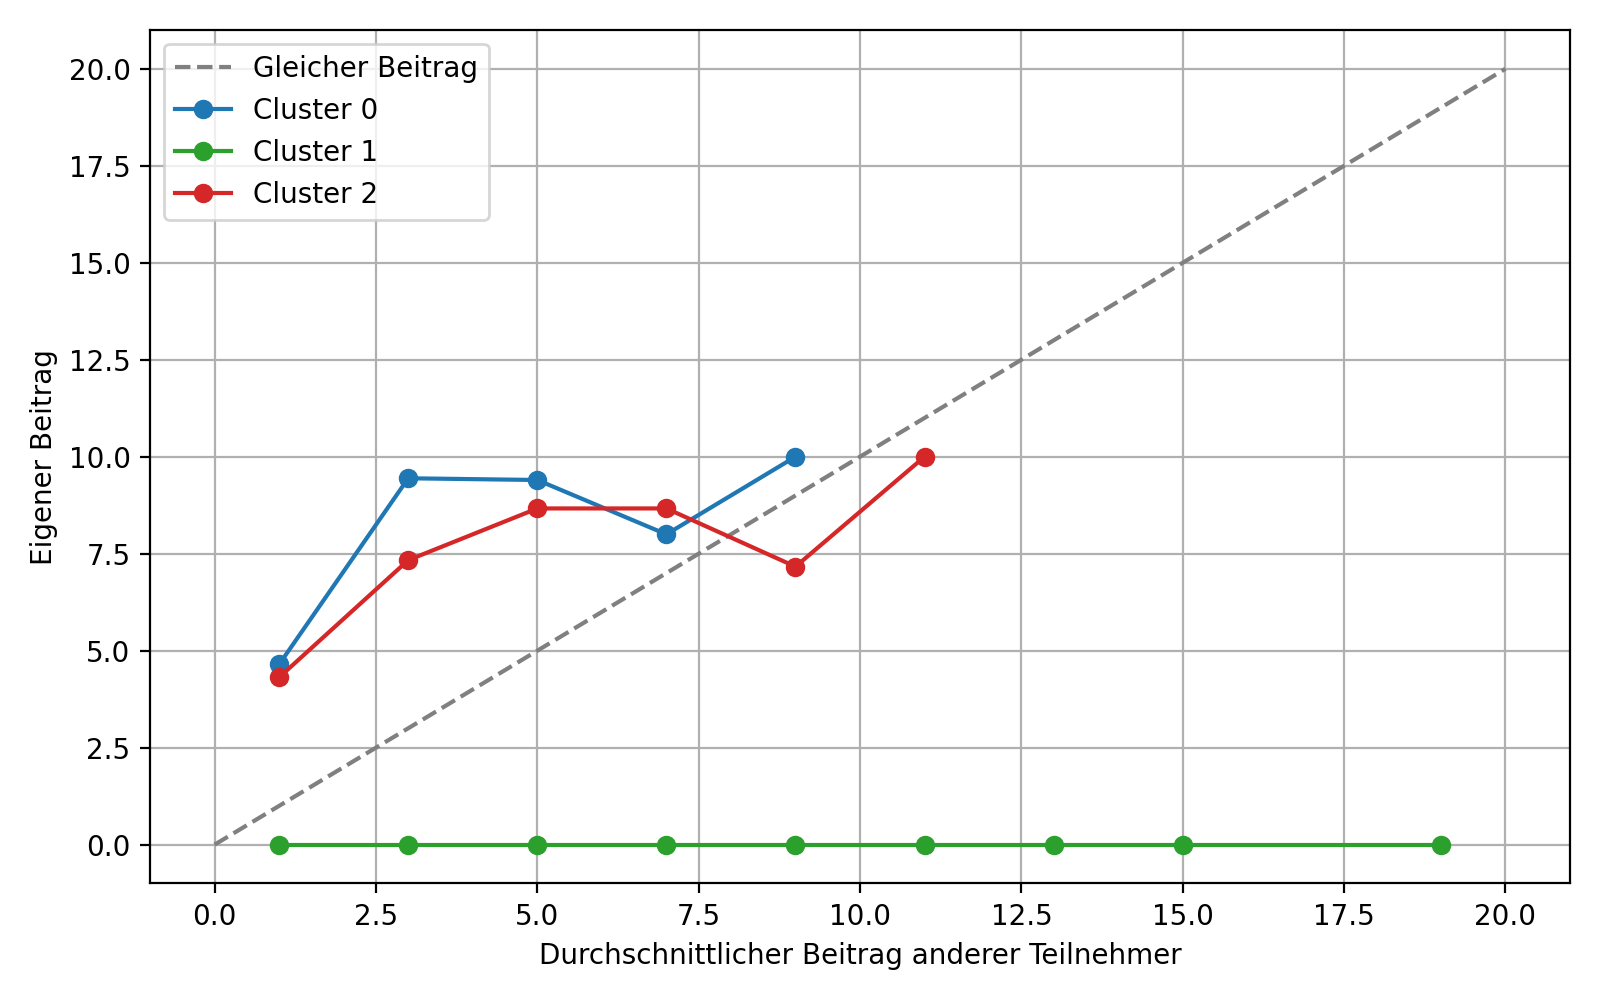 Gleicher Beitrag
Cluster 0
Cluster 1
Cluster 2
Eigener Beitrag
20.0
17.5
15.0
12.5
10.0
7.5
5.0
2.5
0.0
0.0 2.5 5.0 7.5 10.0 12.5 15.0 17.5 20.0
Durchschnittlicher Beitrag anderer Teilnehmer